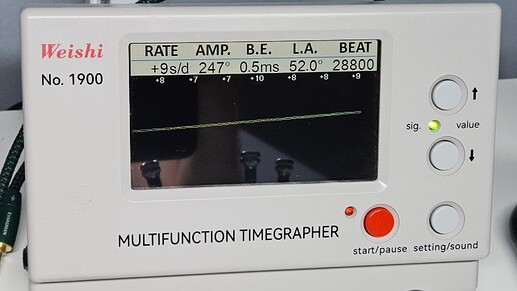 Weishi
No. 1900
RATE AMP. B.E. L.A. BEAT
+9s/d 247° 0.5ms 52.0° 28800
+8 +7 +7 +10 +8 +8 +9
sig. value
MULTIFUNCTION TIMEGRAPHER
start/pause setting/sound